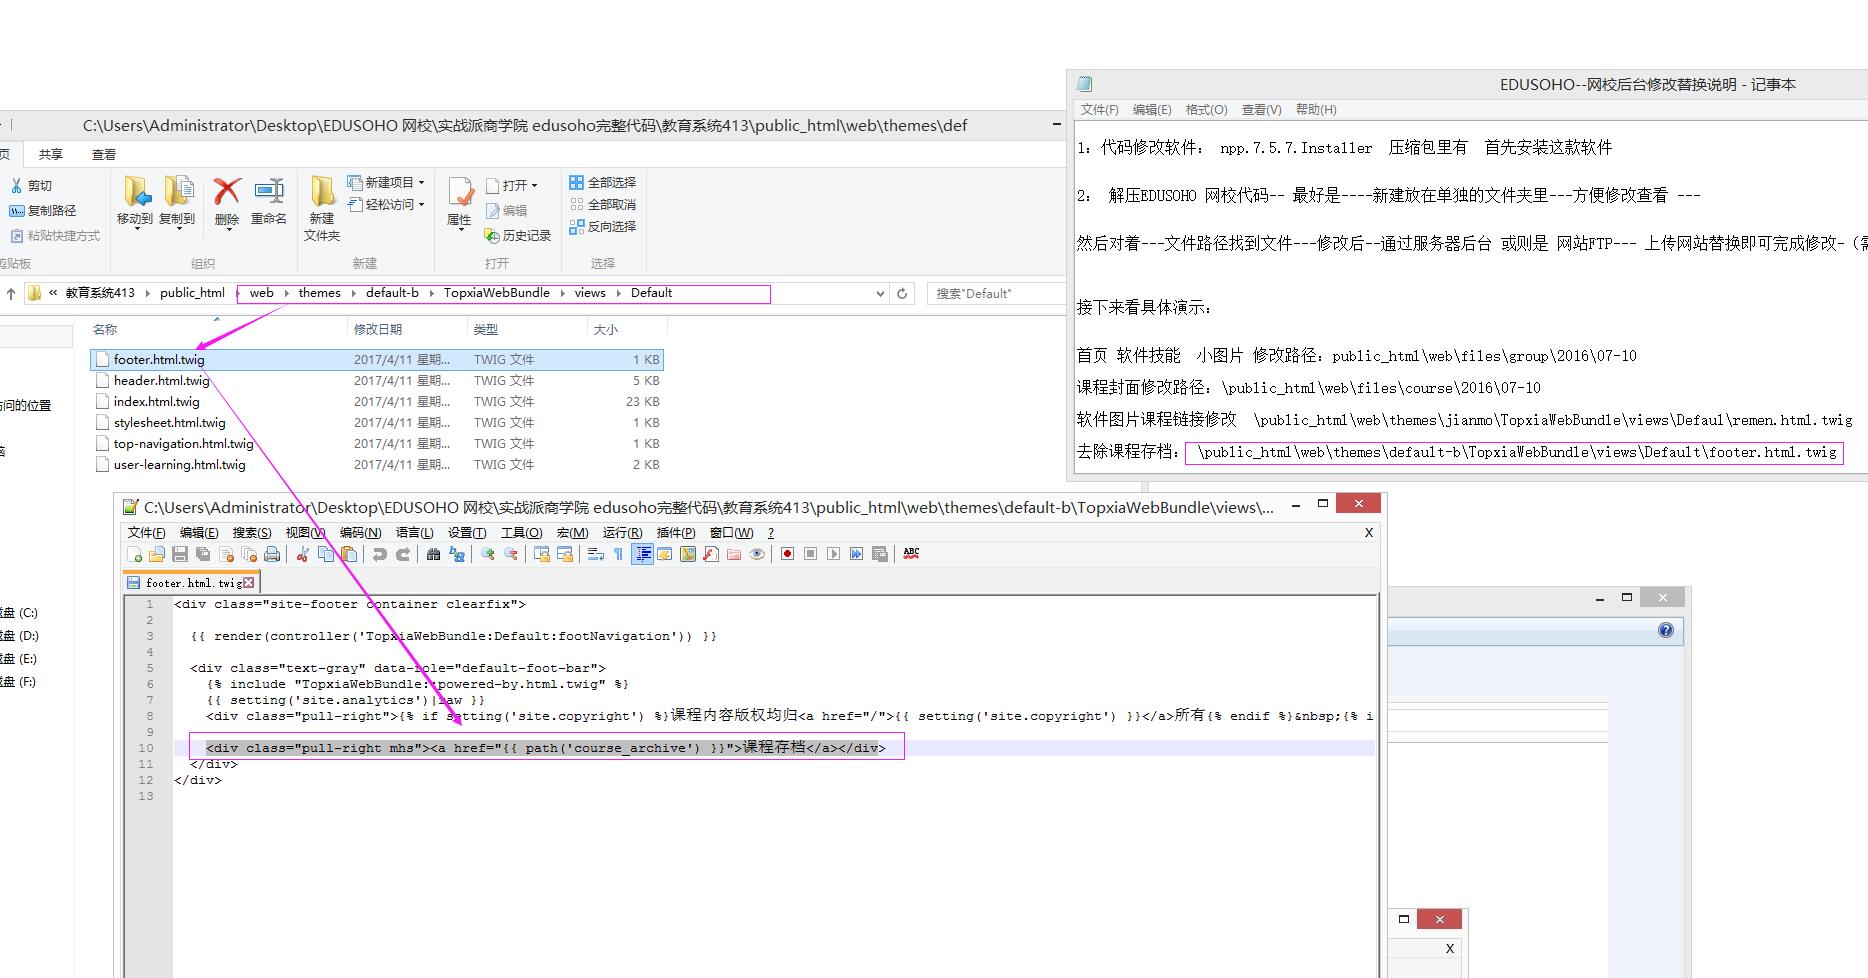 EDUSOHO--网校后台修改替换说明 - 记事本
文件(F) 编辑(E) 格式(O) 查看(V) 帮助(H)
1：代码修改软件： npp.7.5.7.Installer 压缩包里有 首先安装这款软件
2： 解压EDUSOHO 网校代码-- 最好是----新建放在单独的文件夹里---方便修改查看 ---
然后对着---文件路径找到文件---修改后--通过服务器后台 或则是 网站FTP--- 上传网站替换即可完成修改-（需
接下来看具体演示：
首页 软件技能 小图片 修改路径：public_html\web\files\group\2016\07-10
课程封面修改路径：\public_html\web\files\course\2016\07-10
软件图片课程链接修改 \public_html\web\themes\jianmo\TopxiaWebBundle\views\Defaul\remen.html.twig
去除课程存档： \public_html\web\themes\default-b\TopxiaWebBundle\views\Default\footer.html.twig
C:\Users\Administrator\Desktop\EDUSOHO 网校\实战派商学院 edusoho完整代码\教育系统413\public_html\web\themes\def
页 共享 查看
剪切
复制路径
粘贴快捷方式
剪贴板
移动到 复制到 删除 重命名
组织
新建
文件夹
新建项目
轻松访问
新建
属性
打开
编辑
历史记录
打开
全部选择
全部取消
反向选择
选择
« 教育系统413 public_html web themes default-b TopxiaWebBundle views Default
搜索"Default"
名称 修改日期 类型 大小
footer.html.twig 2017/4/11 星期... TWIG 文件 1 KB
header.html.twig 2017/4/11 星期... TWIG 文件 5 KB
index.html.twig 2017/4/11 星期... TWIG 文件 23 KB
stylesheet.html.twig 2017/4/11 星期... TWIG 文件 1 KB
top-navigation.html.twig 2017/4/11 星期... TWIG 文件 1 KB
user-learning.html.twig 2017/4/11 星期... TWIG 文件 2 KB
访问的位置
盘 (C:)
盘 (D:)
盘 (E:)
盘 (F:)
C:\Users\Administrator\Desktop\EDUSOHO 网校\实战派商学院 edusoho完整代码\教育系统413\public_html\web\themes\default-b\TopxiaWebBundle\views\...
文件(F) 编辑(E) 搜索(S) 视图(V) 编码(N) 语言(L) 设置(T) 工具(O) 宏(M) 运行(R) 插件(P) 窗口(W) ? X
ABC
footer.html.twig
1 <div class="site-footer container clearfix">
2
3 {{ render(controller('TopxiaWebBundle:Default:footNavigation')) }}
4
5 <div class="text-gray" data-role="default-foot-bar">
6 {% include "TopxiaWebBundle::powered-by.html.twig" %}
7 {{ setting('site.analytics')|raw }}
8 <div class="pull-right">{% if setting('site.copyright') %}课程内容版权均归<a href="/">{{ setting('site.copyright') }}</a>所有{% endif %}&nbsp;{% i
9
10 <div class="pull-right mhs"><a href="{{ path('course_archive') }}">课程存档</a></div>
11 </div>
12 </div>
13
X